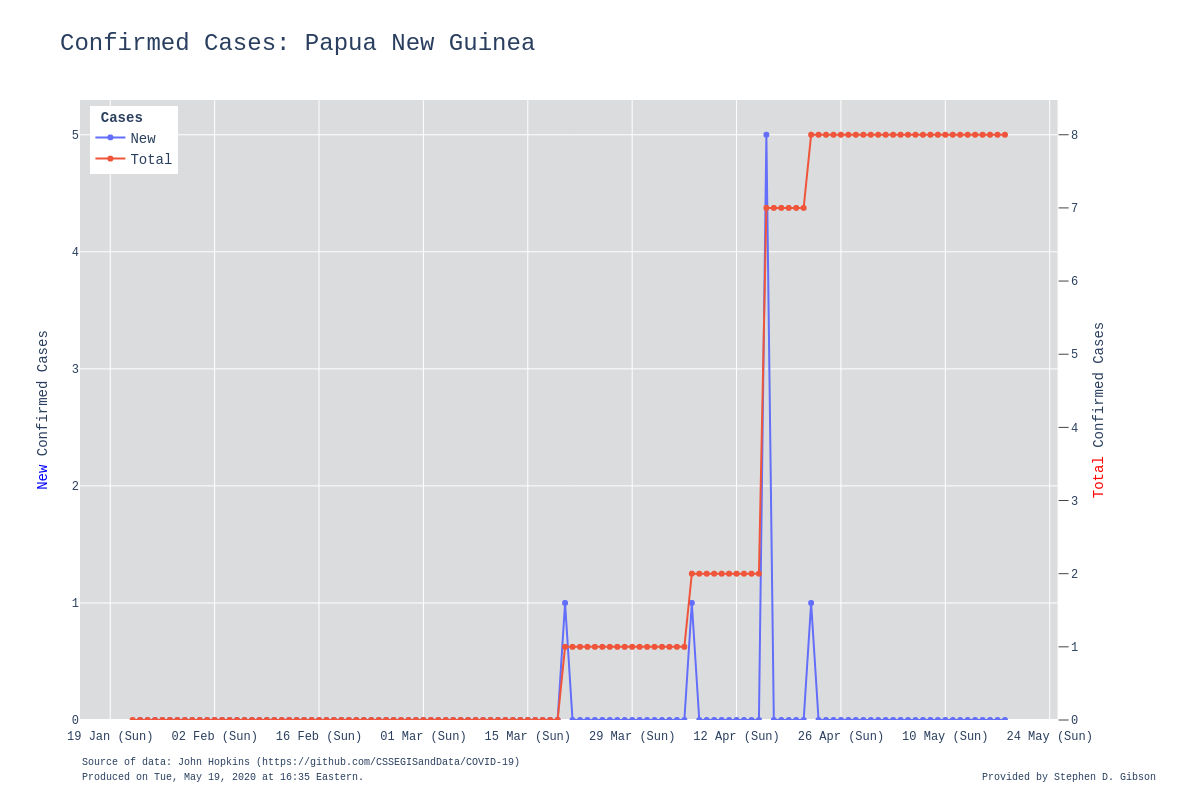 Confirmed Cases: Papua New Guinea
Cases
New
Total
5
4
3
2
1
0
8
7
6
5
4
3
2
1
0
New Confirmed Cases
Total Confirmed Cases
19 Jan (Sun) 02 Feb (Sun) 16 Feb (Sun) 01 Mar (Sun) 15 Mar (Sun) 29 Mar (Sun) 12 Apr (Sun) 26 Apr (Sun) 10 May (Sun) 24 May (Sun)
Source of data: John Hopkins (https://github.com/CSSEGISandData/COVID-19)
Produced on Tue, May 19, 2020 at 16:35 Eastern.
Provided by Stephen D. Gibson